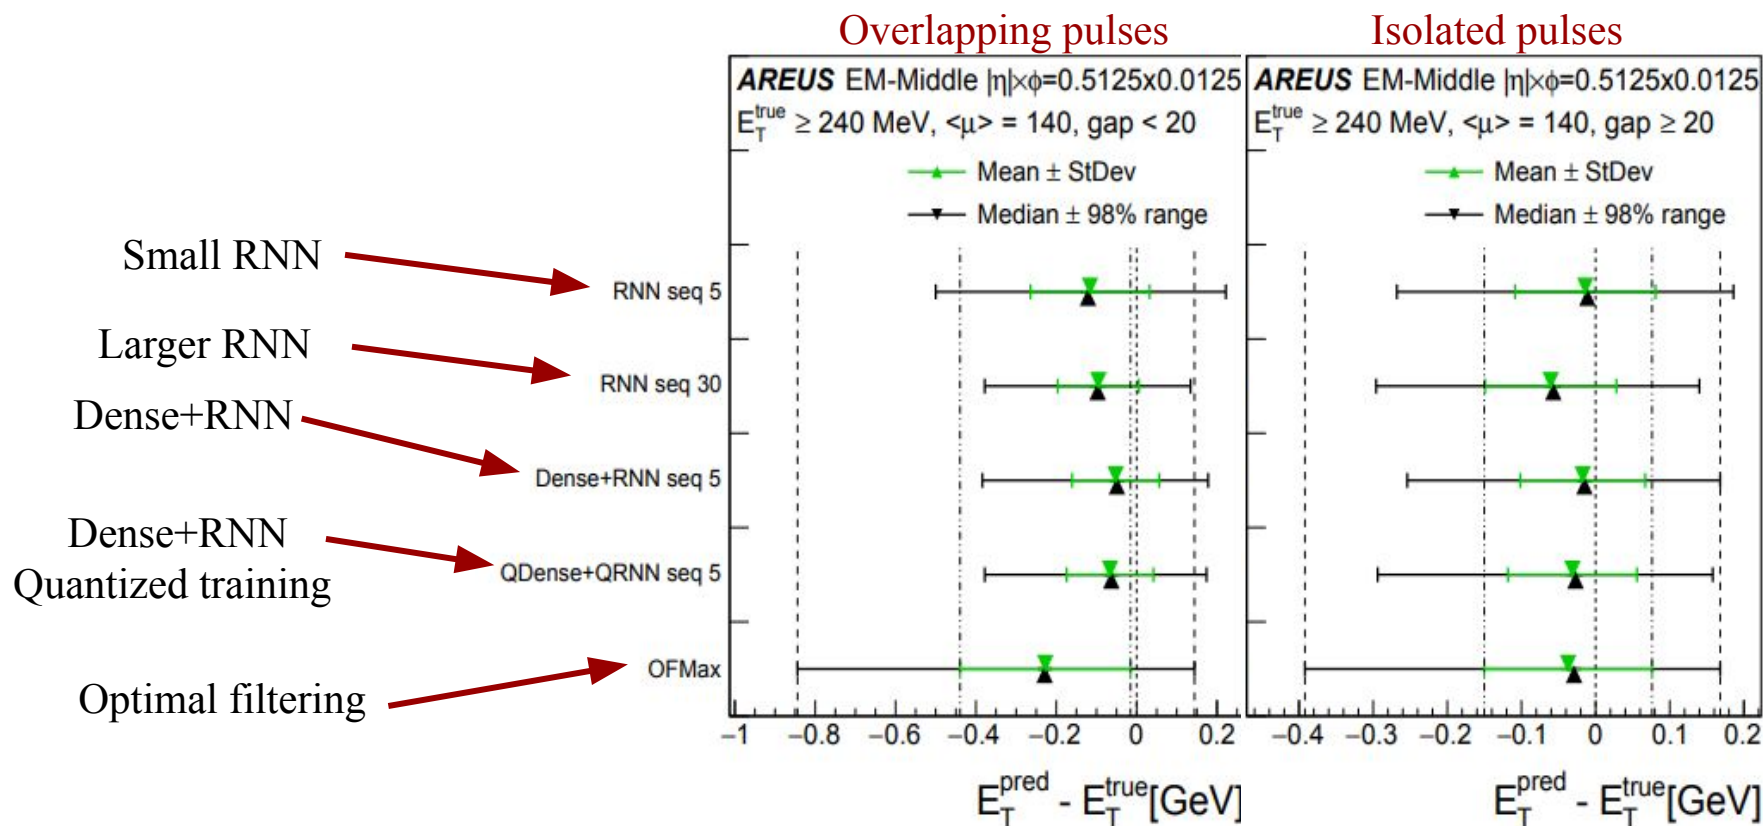 Overlapping pulses
AREUS EM-Middle |η|×φ=0.5125x0.0125
E_T^true ≥ 240 MeV, <μ> = 140, gap < 20
Mean ± StDev
Median ± 98% range
Isolated pulses
AREUS EM-Middle |η|×φ=0.5125x0.0125
E_T^true ≥ 240 MeV, <μ> = 140, gap ≥ 20
Mean ± StDev
Median ± 98% range
Small RNN
RNN seq 5
Larger RNN
RNN seq 30
Dense+RNN
Dense+RNN seq 5
Dense+RNN
Quantized training
QDense+QRNN seq 5
Optimal filtering
OFMax
−1 −0.8 −0.6 −0.4 −0.2 0 0.2
E_T^pred - E_T^true[GeV]
−0.4 −0.3 −0.2 −0.1 0 0.1 0.2
E_T^pred - E_T^true[GeV]